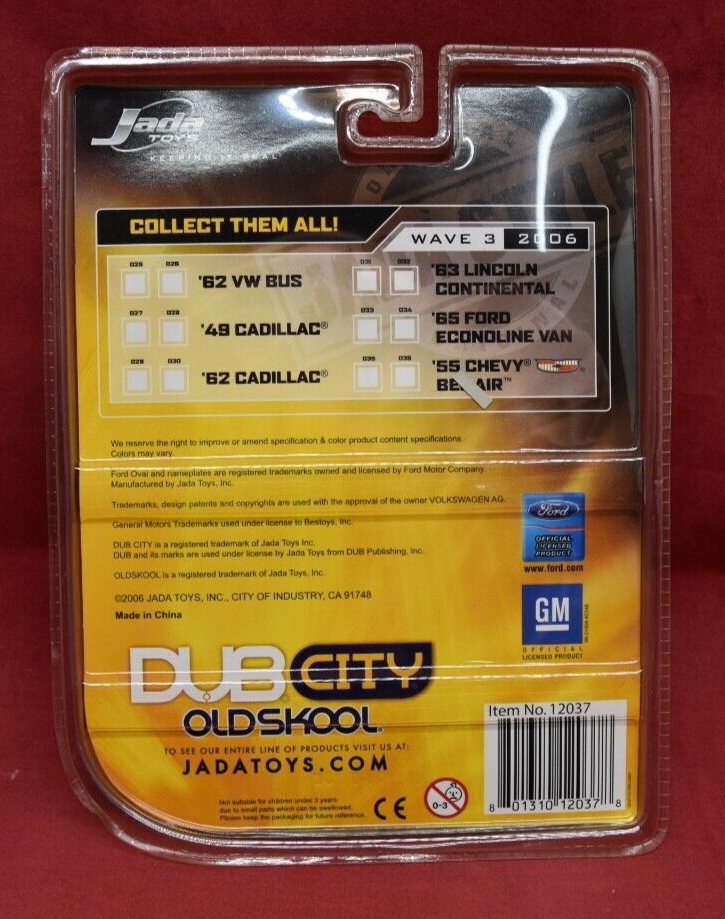 Jada
TOYS
KEEPING IT REAL
COLLECT THEM ALL!
WAVE 3 2006
025 026
'62 VW BUS
027 028
'49 CADILLAC®
029 030
'62 CADILLAC®
031 032
'63 LINCOLN
CONTINENTAL
033 034
'65 FORD
ECONOLINE VAN
035 036
'55 CHEVY®
BEL AIR™
We reserve the right to improve or amend specification & color product content specifications.
Colors may vary.
Ford Oval and nameplates are registered trademarks owned and licensed by Ford Motor Company.
Manufactured by Jada Toys, Inc.
Trademarks, design patents and copyrights are used with the approval of the owner VOLKSWAGEN AG.
General Motors Trademarks used under license to Bestoys, Inc.
DUB CITY is a registered trademark of Jada Toys Inc.
DUB and its marks are used under license by Jada Toys from DUB Publishing, Inc.
OLDSKOOL is a registered trademark of Jada Toys, Inc.
©2006 JADA TOYS, INC., CITY OF INDUSTRY, CA 91748
Made in China
Ford
OFFICIAL
LICENSED
PRODUCT
www.ford.com
GM
OFFICIAL
LICENSED PRODUCT
DUB CITY
OLDSKOOL
TO SEE OUR ENTIRE LINE OF PRODUCTS VISIT US AT:
JADATOYS.COM
Not suitable for children under 3 years
due to small parts which can be swallowed.
Please keep the packaging for future reference.
CE
0-3
Item No. 12037
8 01310 12037 8